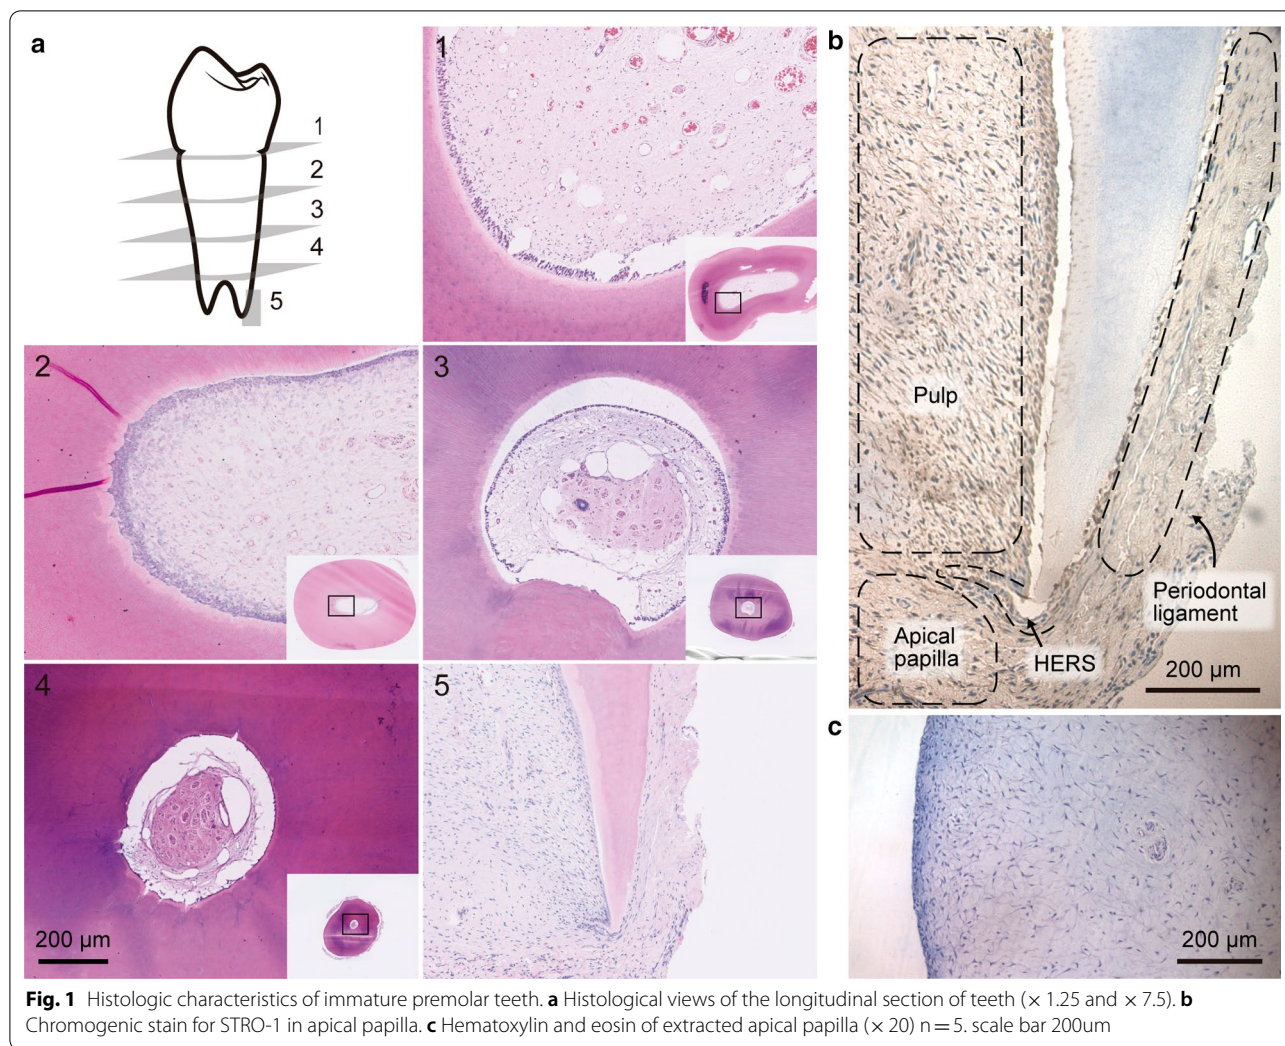 a
1
2
3
4
5
1
2
3
4
200 µm
5
b
Pulp
Apical
papilla
HERS
Periodontal
ligament
200 µm
c
200 µm
Fig. 1 Histologic characteristics of immature premolar teeth. a Histological views of the longitudinal section of teeth (× 1.25 and × 7.5). b
Chromogenic stain for STRO-1 in apical papilla. c Hematoxylin and eosin of extracted apical papilla (× 20) n = 5. scale bar 200um